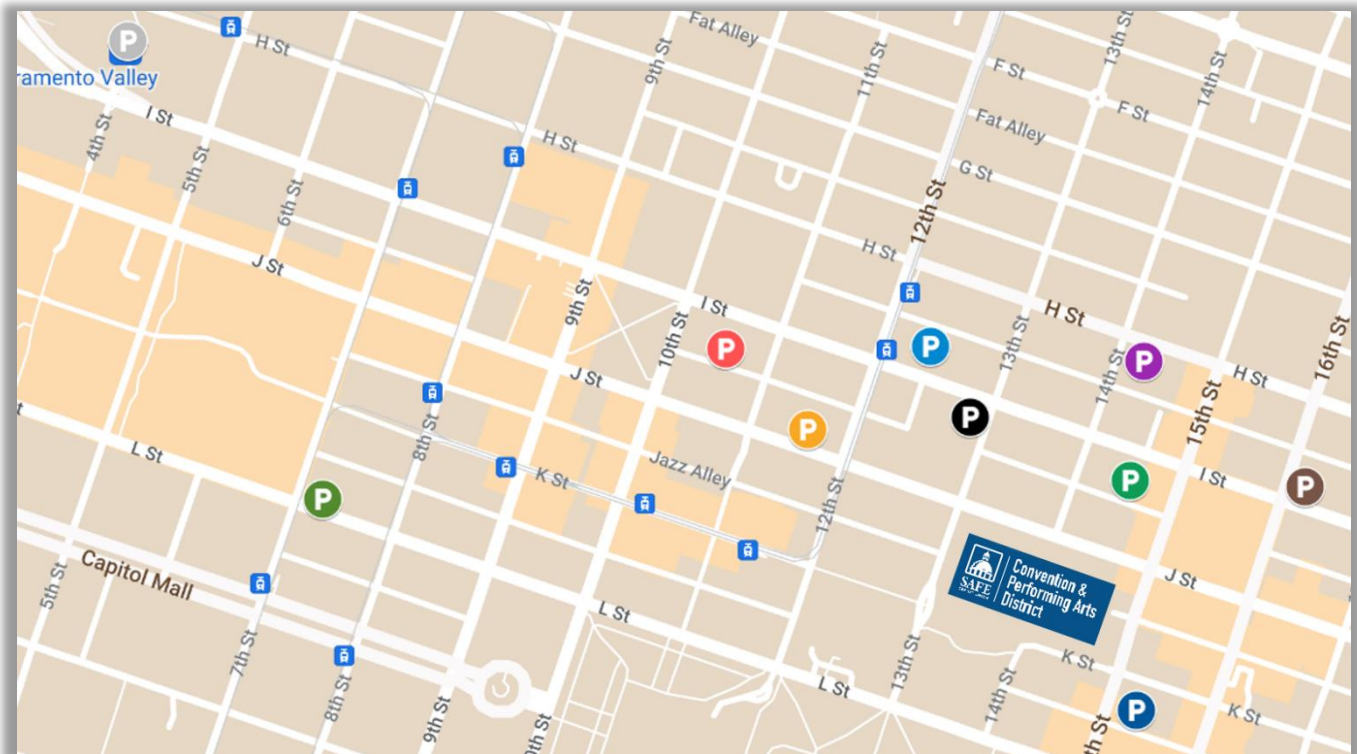 Fat Alley
13th St
H St
9th St
11th St
14th St
F St
P
ramento Valley
F St
I St
4th St
Fat Alley
H St
5th St
G St
6th St
12th St
H St
J St
9th St
I St
H St
13th St
16th St
10th St
P
P
P
14th St
H St
J St
15th St
P
P
8th St
L St
Jazz Alley
K St
P
I St
P
P
12th St
Convention &
Performing Arts
District
SAFE
J St
Capitol Mall
5th St
L St
7th St
13th St
K St
8th St
L St
14th St
9th St
0th St
P
K St
th St